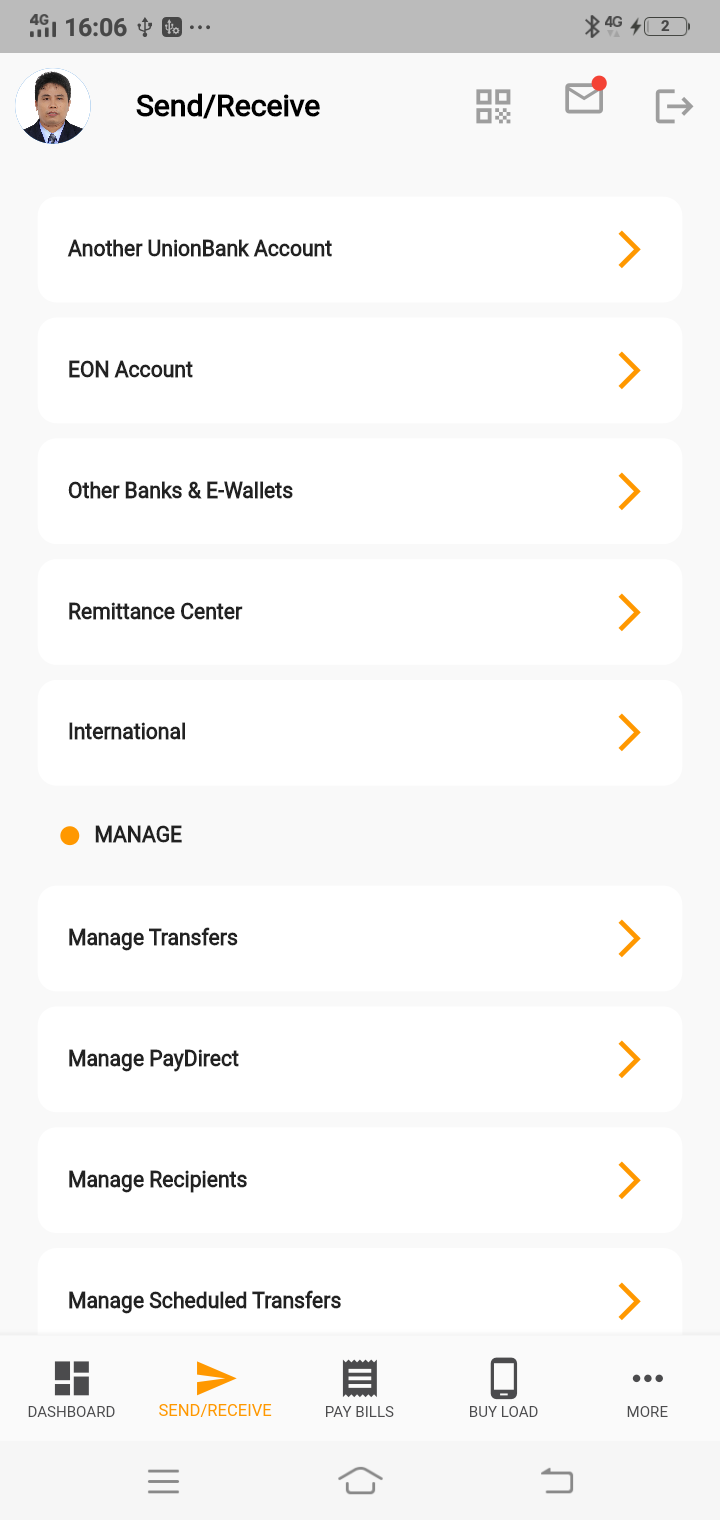 4G 16:06 ... 4G 2
Send/Receive
Another UnionBank Account
EON Account
Other Banks & E-Wallets
Remittance Center
International
MANAGE
Manage Transfers
Manage PayDirect
Manage Recipients
Manage Scheduled Transfers
DASHBOARD SEND/RECEIVE PAY BILLS BUY LOAD MORE